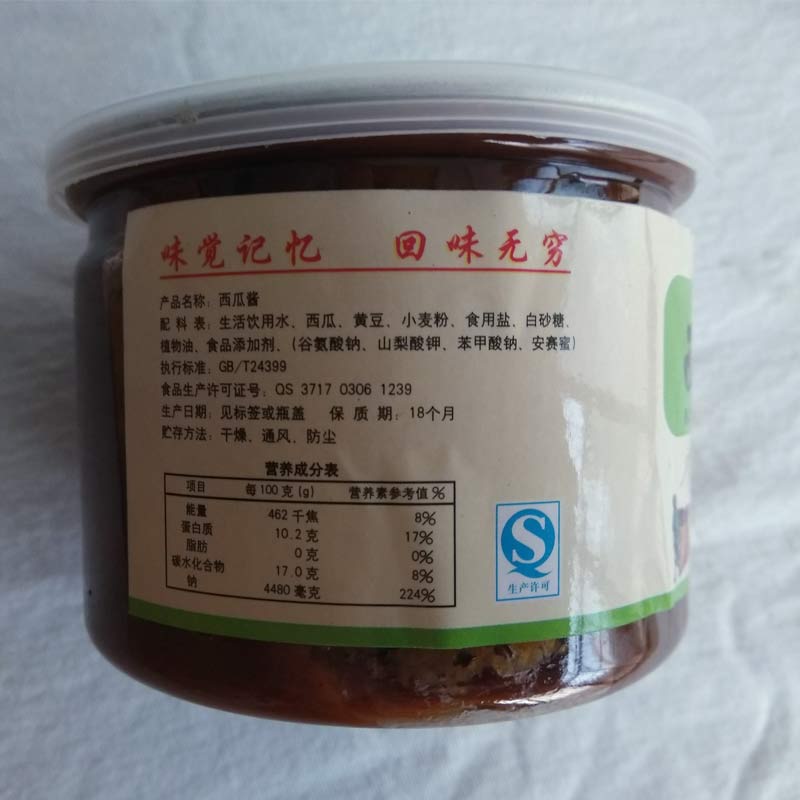 味觉记忆 回味无穷
产品名称：西瓜酱
配 料 表：生活饮用水、西瓜、黄豆、小麦粉、食用盐、白砂糖、
植物油、食品添加剂、（谷氨酸钠、山梨酸钾、苯甲酸钠、安赛蜜）
执行标准：GB/T24399
食品生产许可证号：QS 3717 0306 1239
生产日期：见标签或瓶盖 保 质 期：18个月
贮存方法：干燥、通风、防尘
营养成分表
项目 每100克(g) 营养素参考值%
能量 462千焦 8%
蛋白质 10.2克 17%
脂肪 0克 0%
碳水化合物 17.0克 8%
钠 4480毫克 224%
QS
生产许可